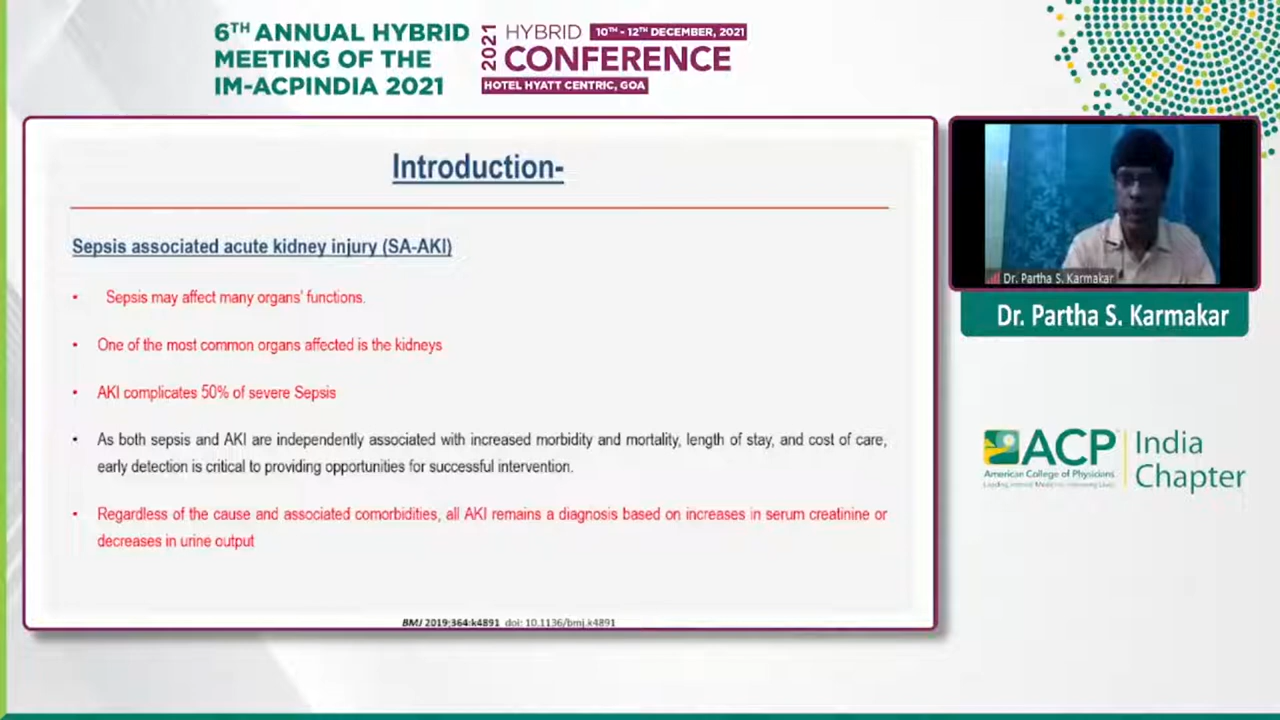 6TH ANNUAL HYBRID
MEETING OF THE
IM-ACPINDIA 2021
2021
HYBRID 10TH - 12TH DECEMBER, 2021
CONFERENCE
HOTEL HYATT CENTRIC, GOA
Introduction-
Sepsis associated acute kidney injury (SA-AKI)
• Sepsis may affect many organs' functions.
• One of the most common organs affected is the kidneys
• AKI complicates 50% of severe Sepsis
• As both sepsis and AKI are independently associated with increased morbidity and mortality, length of stay, and cost of care,
early detection is critical to providing opportunities for successful intervention.
• Regardless of the cause and associated comorbidities, all AKI remains a diagnosis based on increases in serum creatinine or
decreases in urine output
BMJ 2019;364:k4891 doi: 10.1136/bmj.k4891
Dr. Partha S. Karmakar
Dr. Partha S. Karmakar
ACP
American College of Physicians
India
Chapter